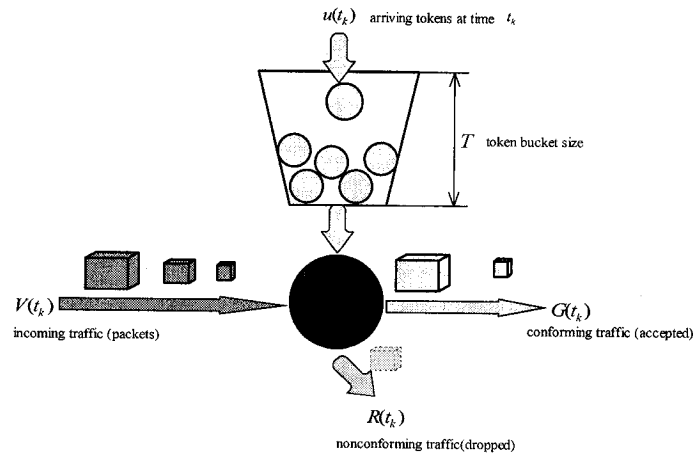 u(t_k) arriving tokens at time t_k
T token bucket size
V(t_k)
incoming traffic (packets)
G(t_k)
conforming traffic (accepted)
R(t_k)
nonconforming traffic(dropped)